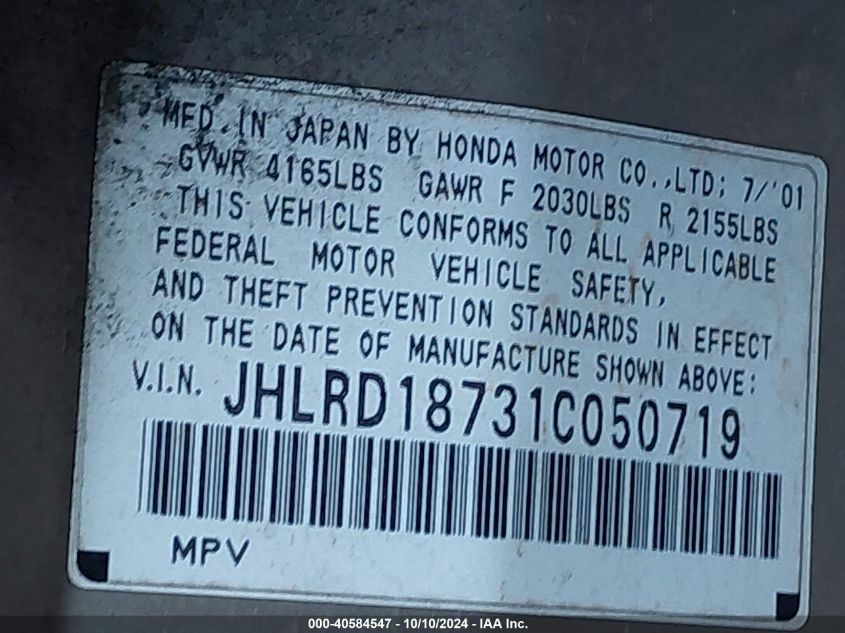 MFD. IN JAPAN BY HONDA MOTOR CO.,LTD; 7/'01
GVWR 4165LBS GAWR F 2030LBS R 2155LBS
THIS VEHICLE CONFORMS TO ALL APPLICABLE
FEDERAL MOTOR VEHICLE SAFETY,
AND THEFT PREVENTION STANDARDS IN EFFECT
ON THE DATE OF MANUFACTURE SHOWN ABOVE:
V.I.N. JHLRD18731C050719
MPV
000-40584547 - 10/10/2024 - IAA Inc.